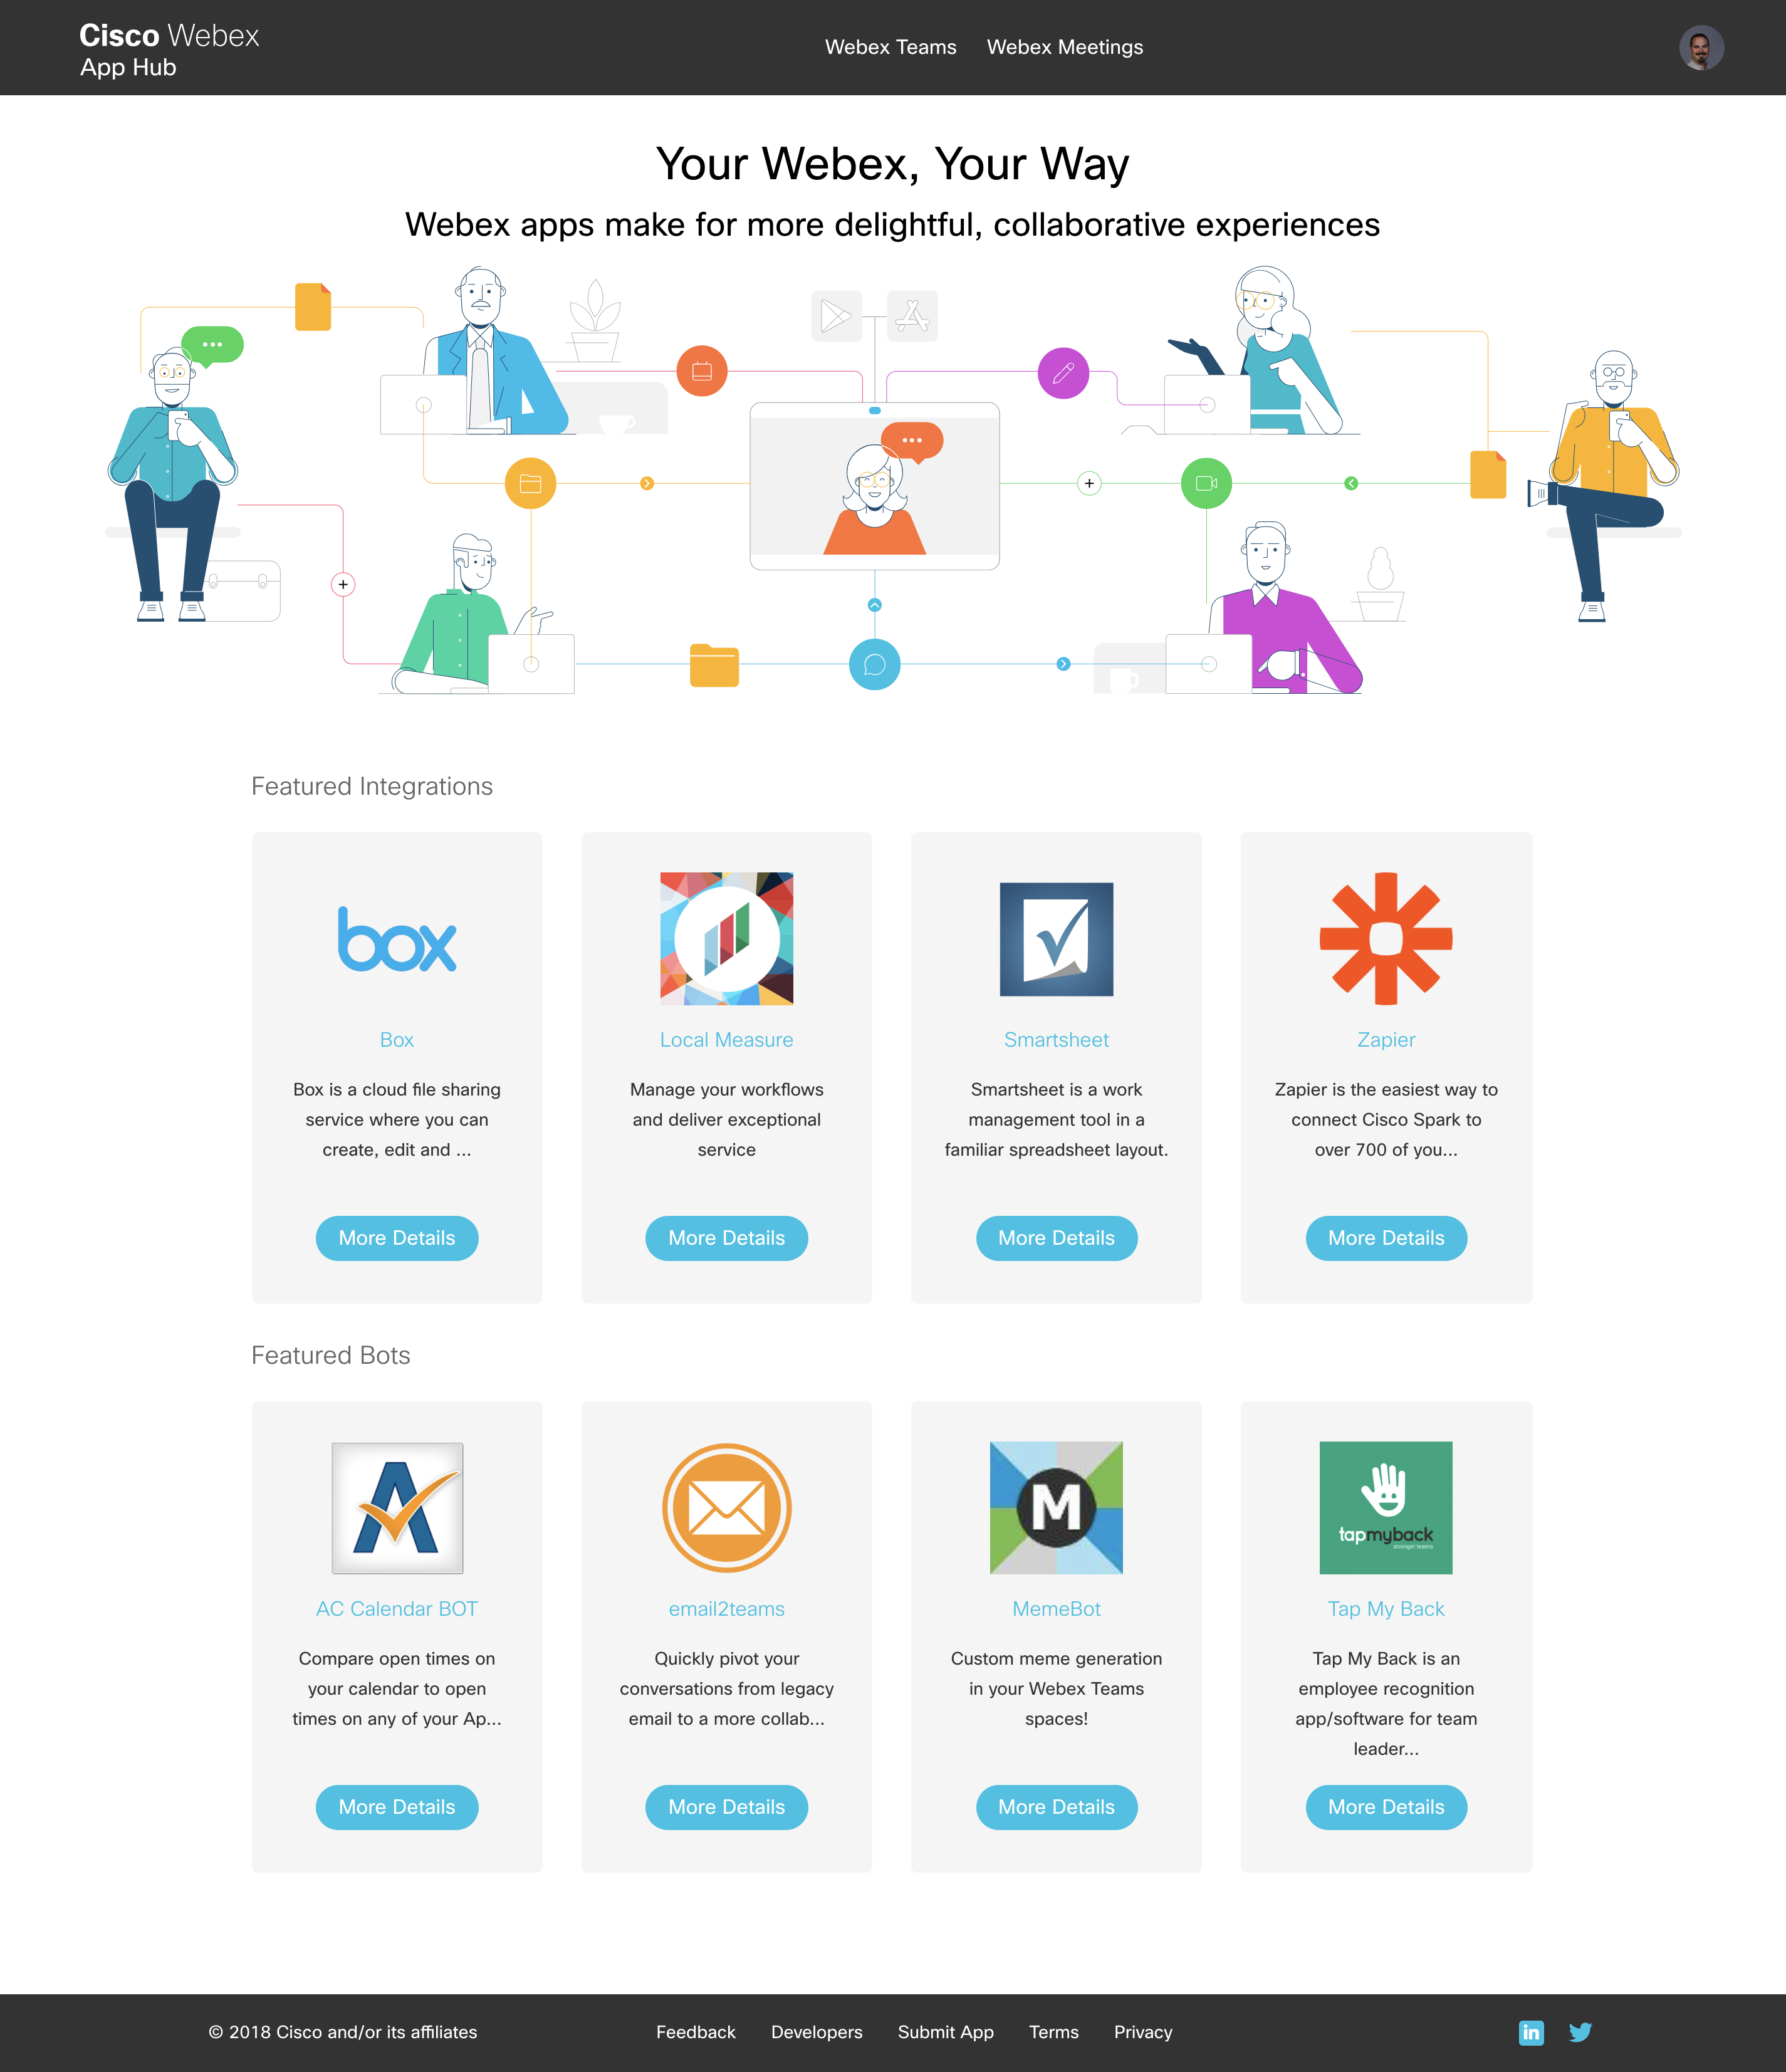 Cisco Webex
App Hub
Webex Teams
Webex Meetings
Your Webex, Your Way
Webex apps make for more delightful, collaborative experiences
Featured Integrations
box
Box
Box is a cloud file sharing
service where you can
create, edit and ...
More Details
Local Measure
Manage your workflows
and deliver exceptional
service
More Details
Smartsheet
Smartsheet is a work
management tool in a
familiar spreadsheet layout.
More Details
Zapier
Zapier is the easiest way to
connect Cisco Spark to
over 700 of you...
More Details
Featured Bots
A
AC Calendar BOT
Compare open times on
your calendar to open
times on any of your Ap...
More Details
email2teams
Quickly pivot your
conversations from legacy
email to a more collab...
More Details
M
MemeBot
Custom meme generation
in your Webex Teams
spaces!
More Details
tapmyback
stronger teams
Tap My Back
Tap My Back is an
employee recognition
app/software for team
leader...
More Details
© 2018 Cisco and/or its affiliates
Feedback
Developers
Submit App
Terms
Privacy
in